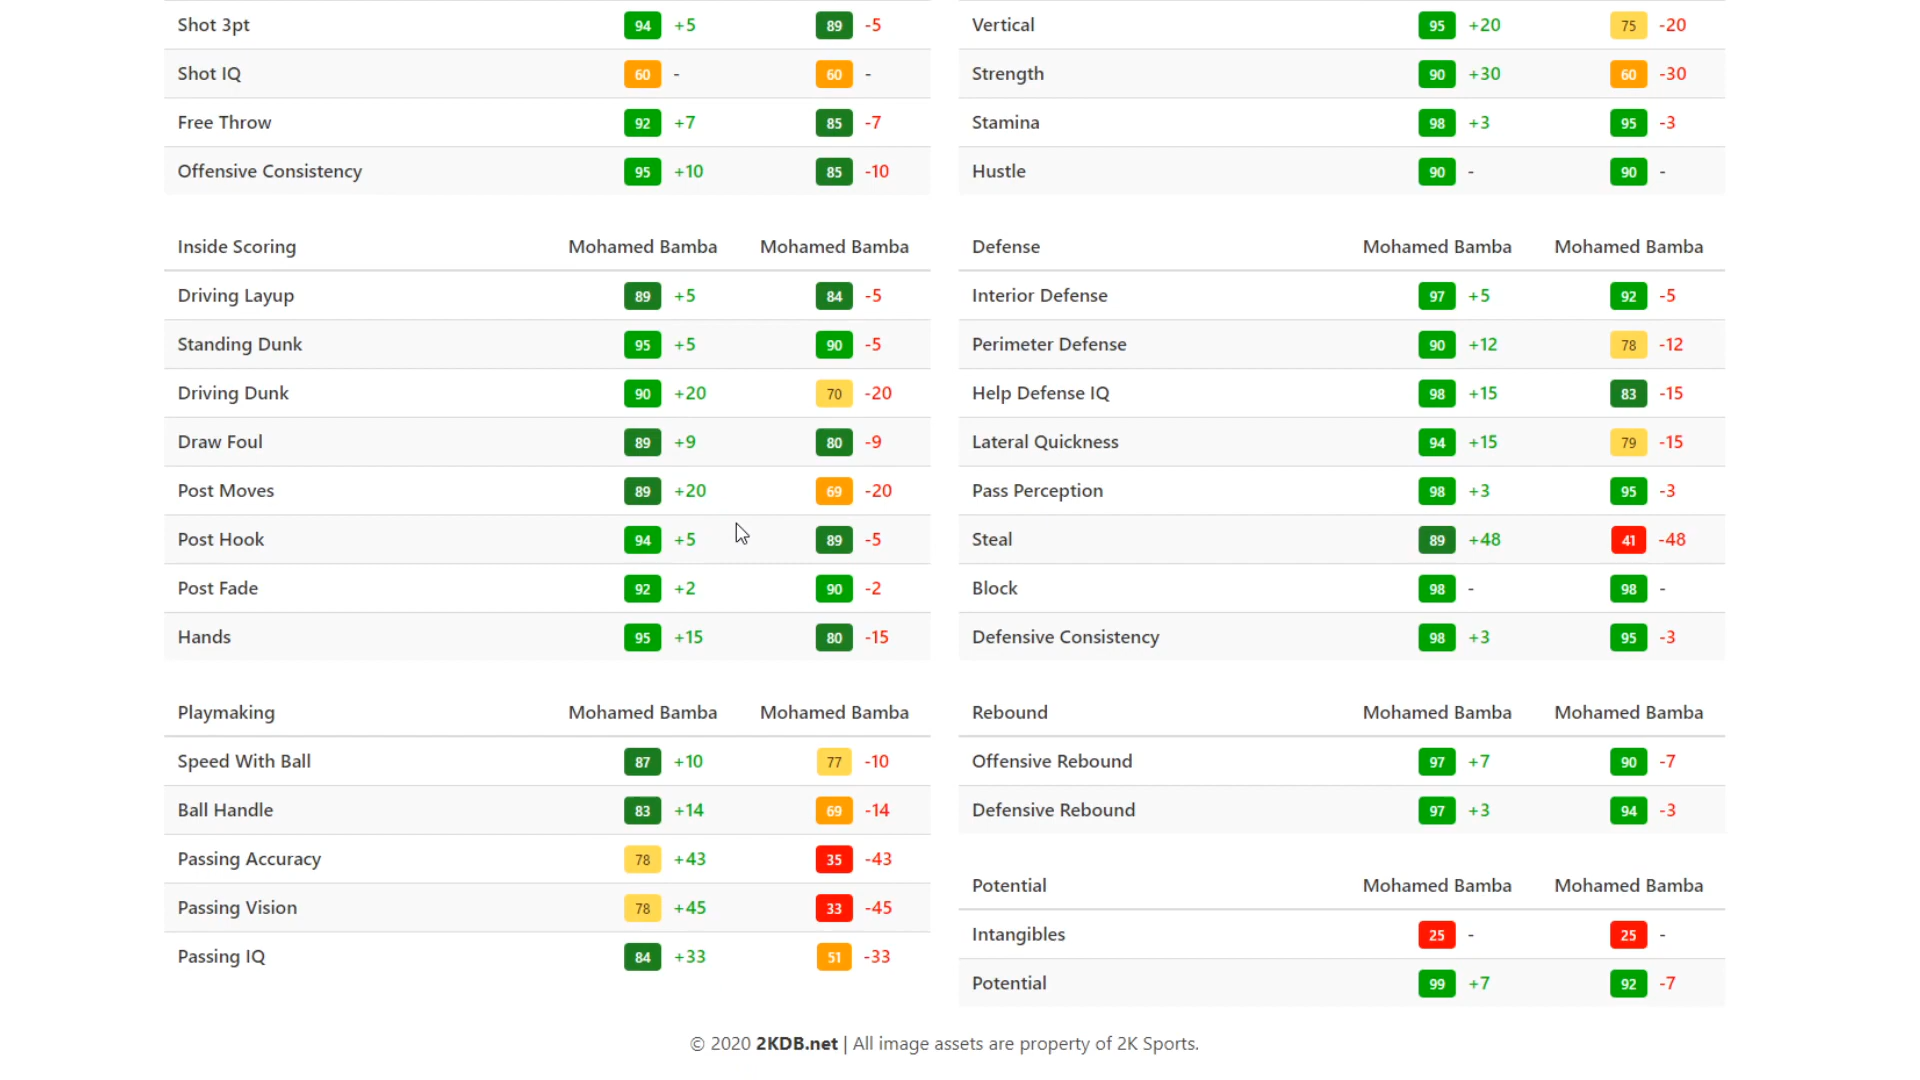 Shot 3pt 94 +5 89 -5
Shot IQ 60 - 60 -
Free Throw 92 +7 85 -7
Offensive Consistency 95 +10 85 -10
Inside Scoring Mohamed Bamba Mohamed Bamba
Driving Layup 89 +5 84 -5
Standing Dunk 95 +5 90 -5
Driving Dunk 90 +20 70 -20
Draw Foul 89 +9 80 -9
Post Moves 89 +20 69 -20
Post Hook 94 +5 89 -5
Post Fade 92 +2 90 -2
Hands 95 +15 80 -15
Playmaking Mohamed Bamba Mohamed Bamba
Speed With Ball 87 +10 77 -10
Ball Handle 83 +14 69 -14
Passing Accuracy 78 +43 35 -43
Passing Vision 78 +45 33 -45
Passing IQ 84 +33 51 -33
Vertical 95 +20 75 -20
Strength 90 +30 60 -30
Stamina 98 +3 95 -3
Hustle 90 - 90 -
Defense Mohamed Bamba Mohamed Bamba
Interior Defense 97 +5 92 -5
Perimeter Defense 90 +12 78 -12
Help Defense IQ 98 +15 83 -15
Lateral Quickness 94 +15 79 -15
Pass Perception 98 +3 95 -3
Steal 89 +48 41 -48
Block 98 - 98 -
Defensive Consistency 98 +3 95 -3
Rebound Mohamed Bamba Mohamed Bamba
Offensive Rebound 97 +7 90 -7
Defensive Rebound 97 +3 94 -3
Potential Mohamed Bamba Mohamed Bamba
Intangibles 25 - 25 -
Potential 99 +7 92 -7
© 2020 2KDB.net | All image assets are property of 2K Sports.